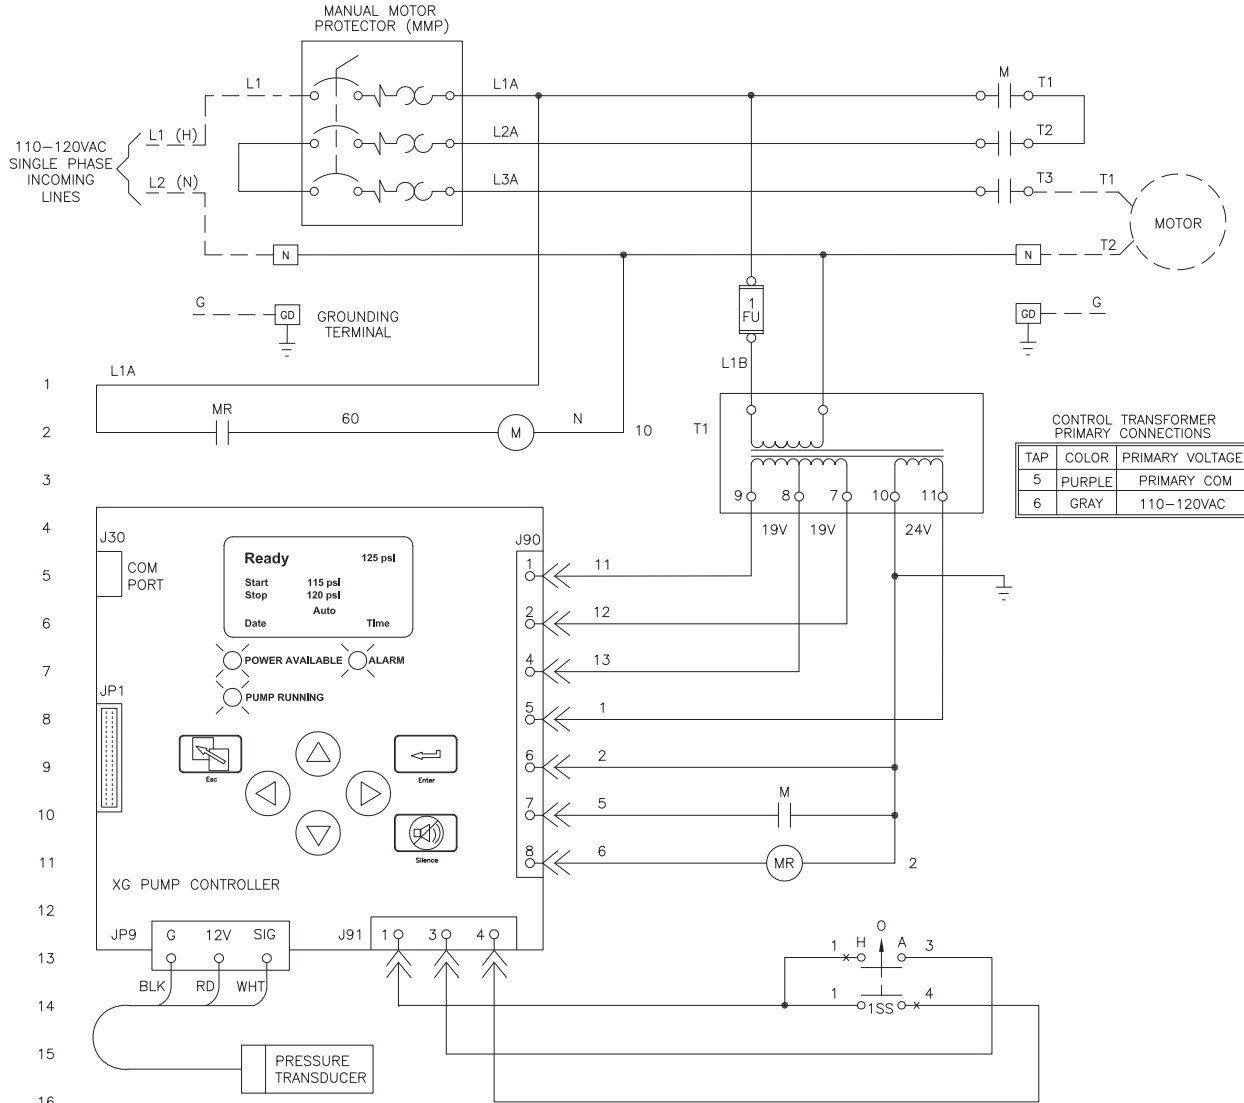 MANUAL MOTOR
PROTECTOR (MMP)
L1
L1A
M
T1
110-120VAC
SINGLE PHASE
INCOMING
LINES
L1 (H)
L2A
T2
L2 (N)
L3A
T3
T1
MOTOR
T2
N
N
G
GD
GROUNDING
TERMINAL
1
FU
GD
G
L1B
1
L1A
2
MR
60
M
N
10
T1
CONTROL TRANSFORMER
PRIMARY CONNECTIONS
TAP COLOR PRIMARY VOLTAGE
5 PURPLE PRIMARY COM
6 GRAY 110-120VAC
3
9 8 7 10 11
19V 19V 24V
4
J30
J90
COM
PORT
Ready 125 psi
Start 115 psi
Stop 120 psi
Auto
Date Time
5
1
11
6
2
12
POWER AVAILABLE
ALARM
7
4
13
PUMP RUNNING
JP1
8
5
1
9
6
2
Esc
Enter
10
7
5
M
11
8
6
MR
2
Silence
XG PUMP CONTROLLER
12
JP9
G 12V SIG
J91
1 3 4
O
13
1 H A 3
BLK RD WHT
14
1
1SS
4
15
PRESSURE
TRANSDUCER
16